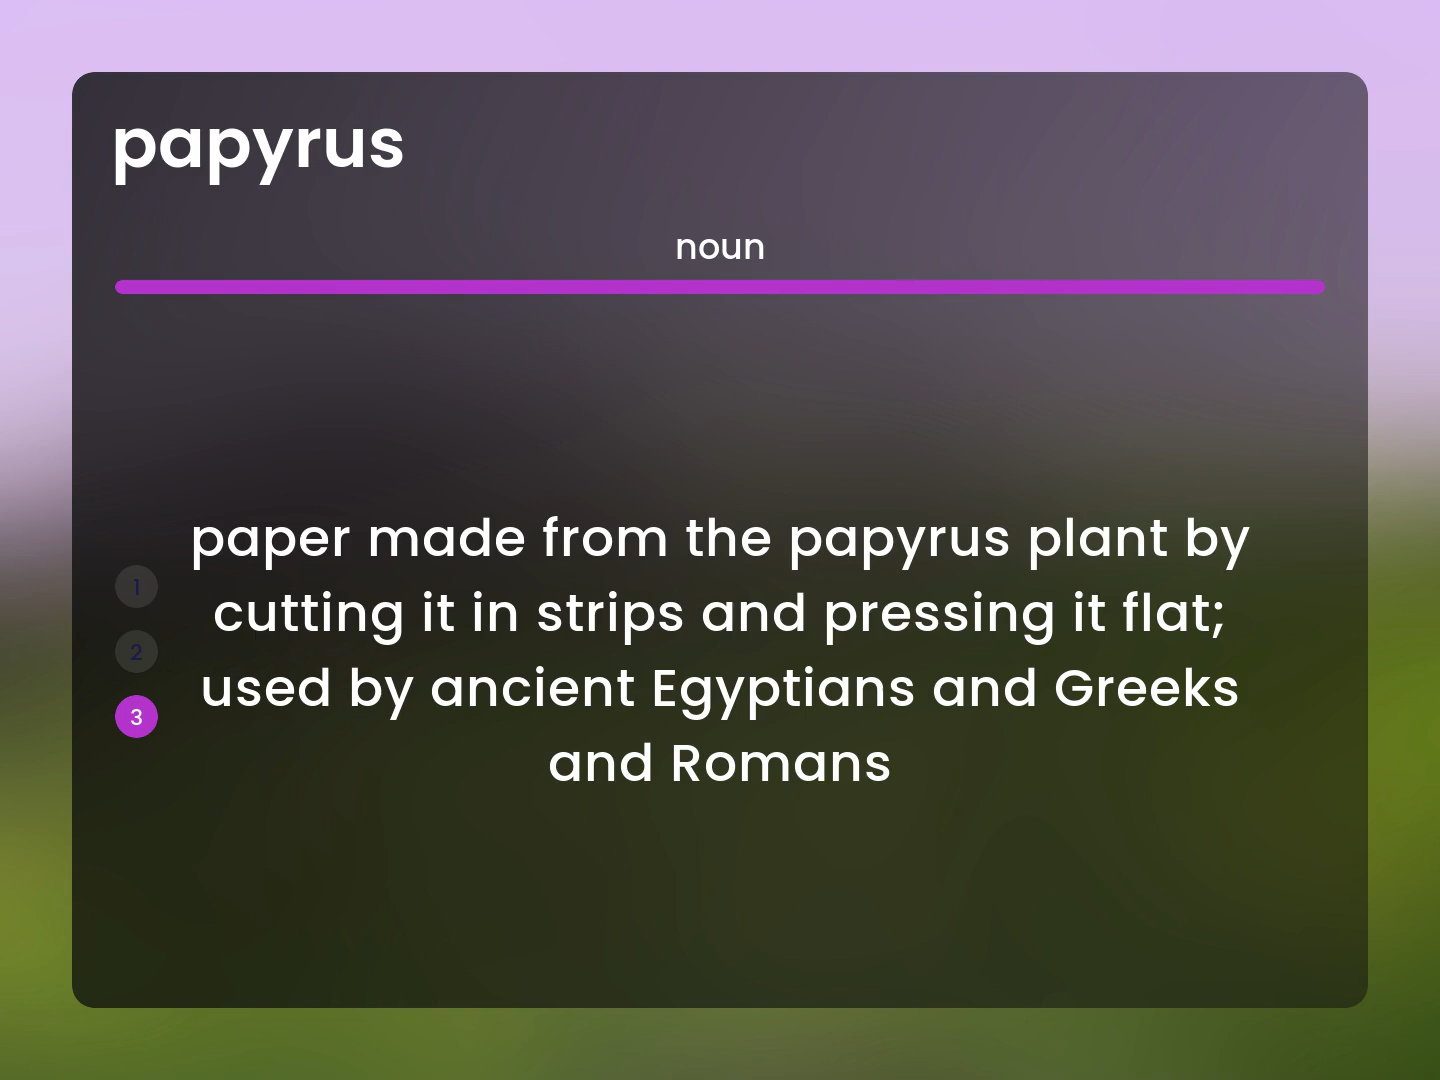 papyrus
noun
paper made from the papyrus plant by
cutting it in strips and pressing it flat;
used by ancient Egyptians and Greeks
and Romans
1
2
3